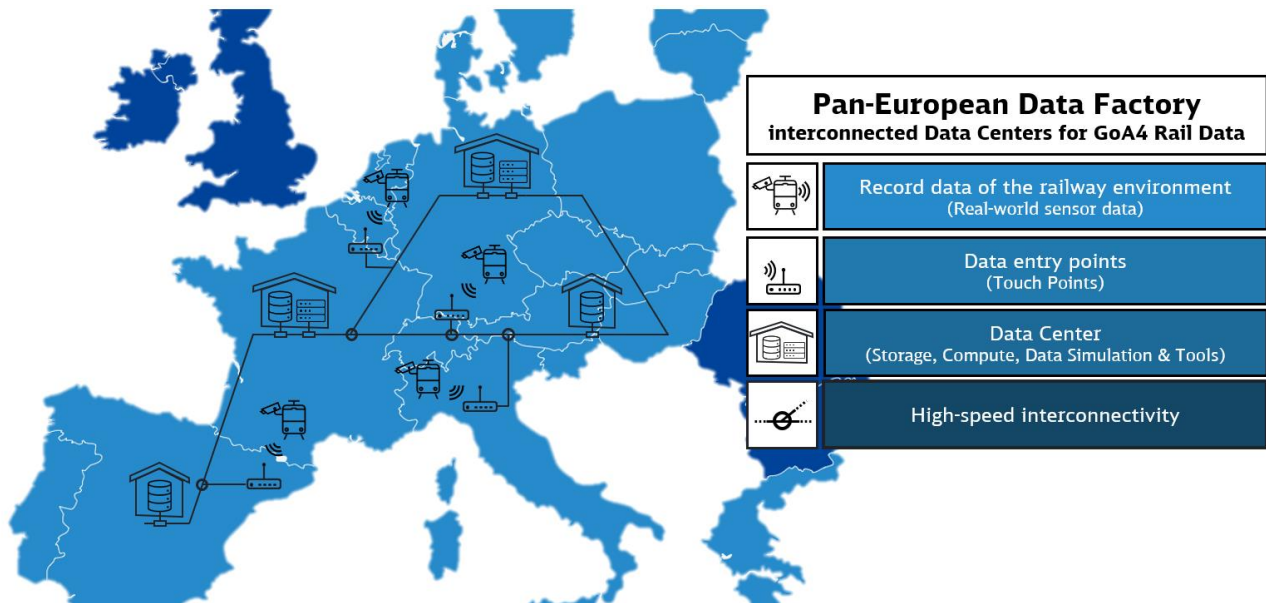 Pan-European Data Factory
interconnected Data Centers for GoA4 Rail Data
Record data of the railway environment
(Real-world sensor data)
Data entry points
(Touch Points)
Data Center
(Storage, Compute, Data Simulation & Tools)
High-speed interconnectivity